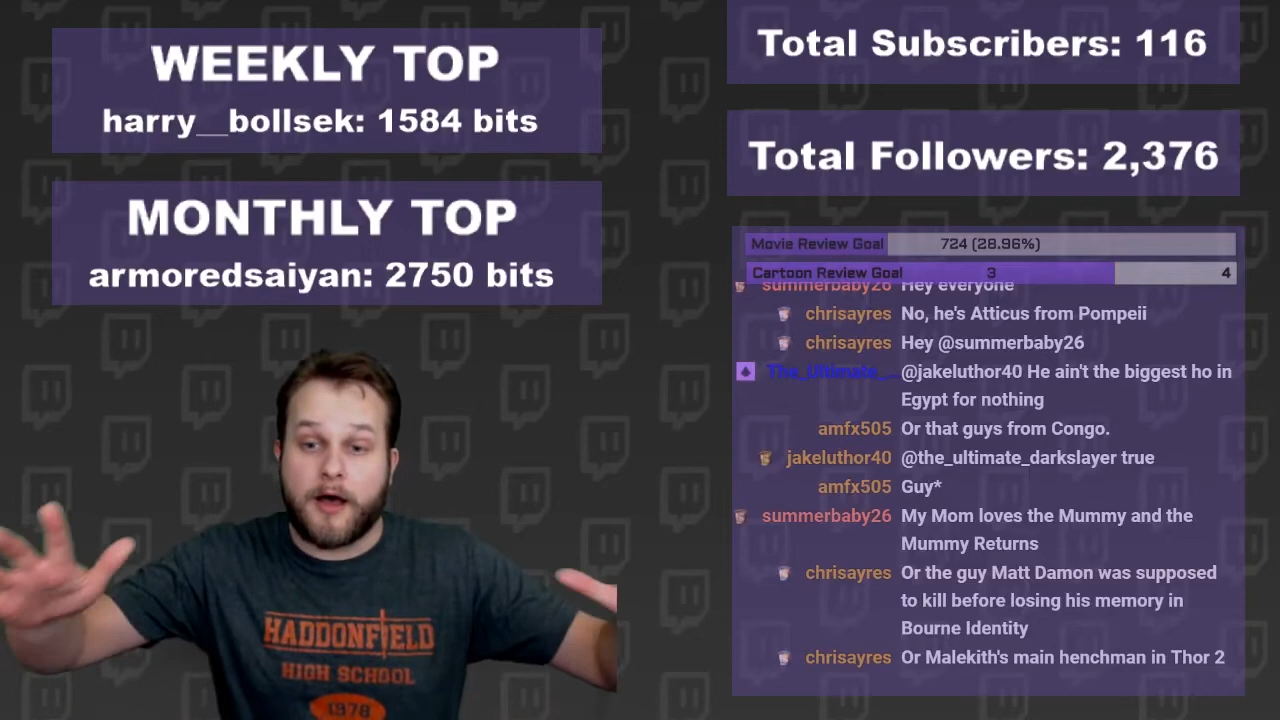 WEEKLY TOP
harry__bollsek: 1584 bits
MONTHLY TOP
armoredsaiyan: 2750 bits
Total Subscribers: 116
Total Followers: 2,376
Movie Review Goal 724 (28.96%)
Cartoon Review Goal 3 4
summerbaby26 Hey everyone
chrisayres No, he's Atticus from Pompeii
chrisayres Hey @summerbaby26
The_Ultimate_... @jakeluthor40 He ain't the biggest ho in
Egypt for nothing
amfx505 Or that guys from Congo.
jakeluthor40 @the_ultimate_darkslayer true
amfx505 Guy*
summerbaby26 My Mom loves the Mummy and the
Mummy Returns
chrisayres Or the guy Matt Damon was supposed
to kill before losing his memory in
Bourne Identity
chrisayres Or Malekith's main henchman in Thor 2
HADDONFIELD
HIGH SCHOOL
1978